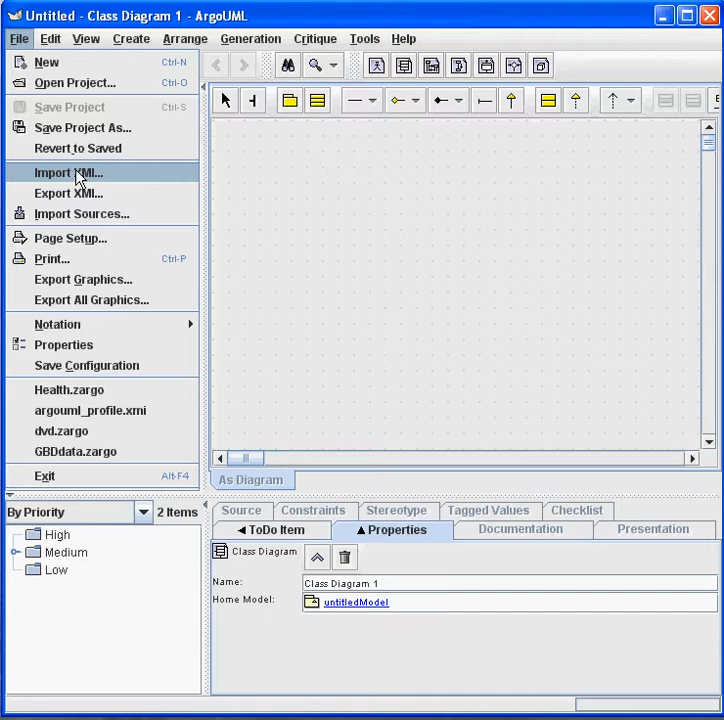 Untitled - Class Diagram 1 - ArgoUML
File Edit View Create Arrange Generation Critique Tools Help
New Ctrl-N
Open Project... Ctrl-O
Save Project Ctrl-S
Save Project As...
Revert to Saved
Import XMI...
Export XMI...
Import Sources...
Page Setup...
Print... Ctrl-P
Export Graphics...
Export All Graphics...
Notation
Properties
Save Configuration
Health.zargo
argouml_profile.xmi
dvd.zargo
GBDdata.zargo
Exit Alt-F4
As Diagram
By Priority 2 Items
High
Medium
Low
Source Constraints Stereotype Tagged Values Checklist
ToDo Item Properties Documentation Presentation
Class Diagram
Name: Class Diagram 1
Home Model: untitledModel